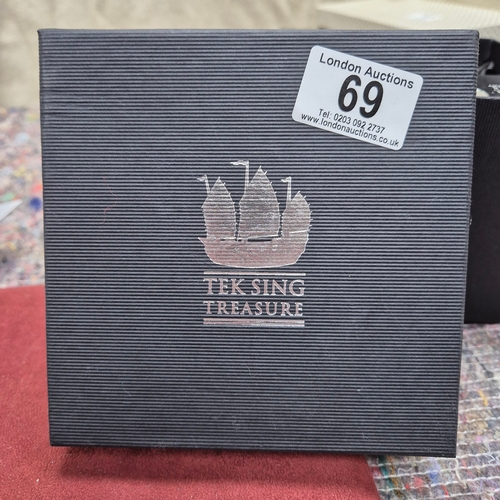 London Auctions
69
Tel: 0203 092 2737
www.londonauctions.co.uk
TEK SING
TREASURE